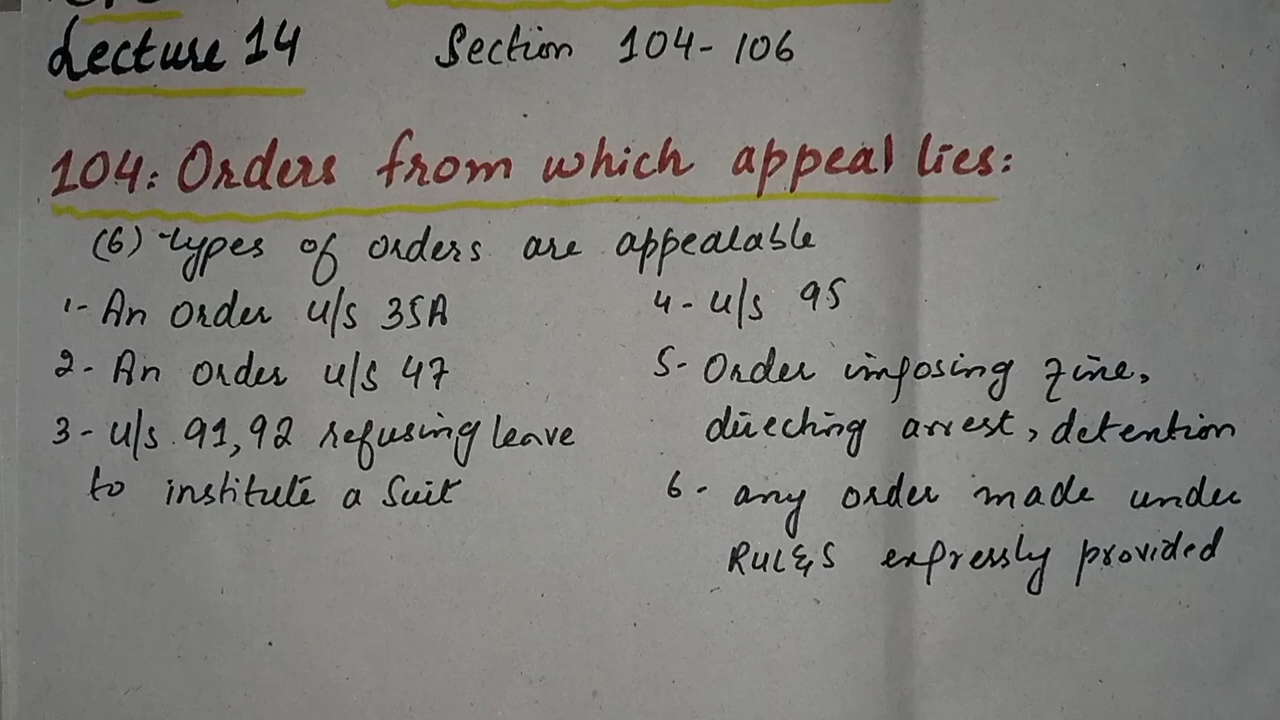 Lecture 14 Section 104-106
104: Orders from which appeal lies:
(6) types of orders are appealable
1- An order u/s 35A
2- An order u/s 47
3- u/s 91,92 refusing leave
to institute a suit
4- u/s 95
5- Order imposing fine,
directing arrest, detention
6- any order made under
RULES expressly provided